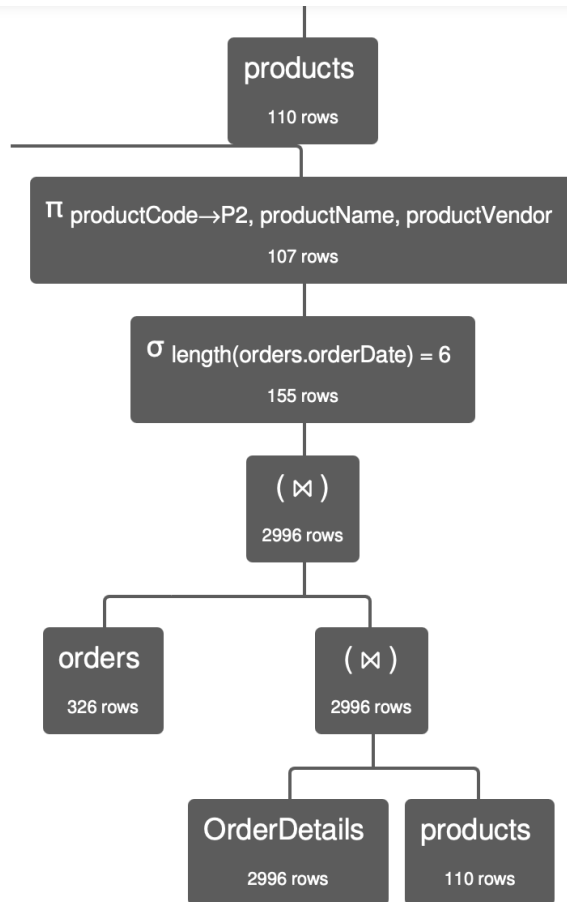 products
110 rows
π productCode→P2, productName, productVendor
107 rows
σ length(orders.orderDate) = 6
155 rows
( ⋈ )
2996 rows
orders
326 rows
( ⋈ )
2996 rows
OrderDetails
2996 rows
products
110 rows